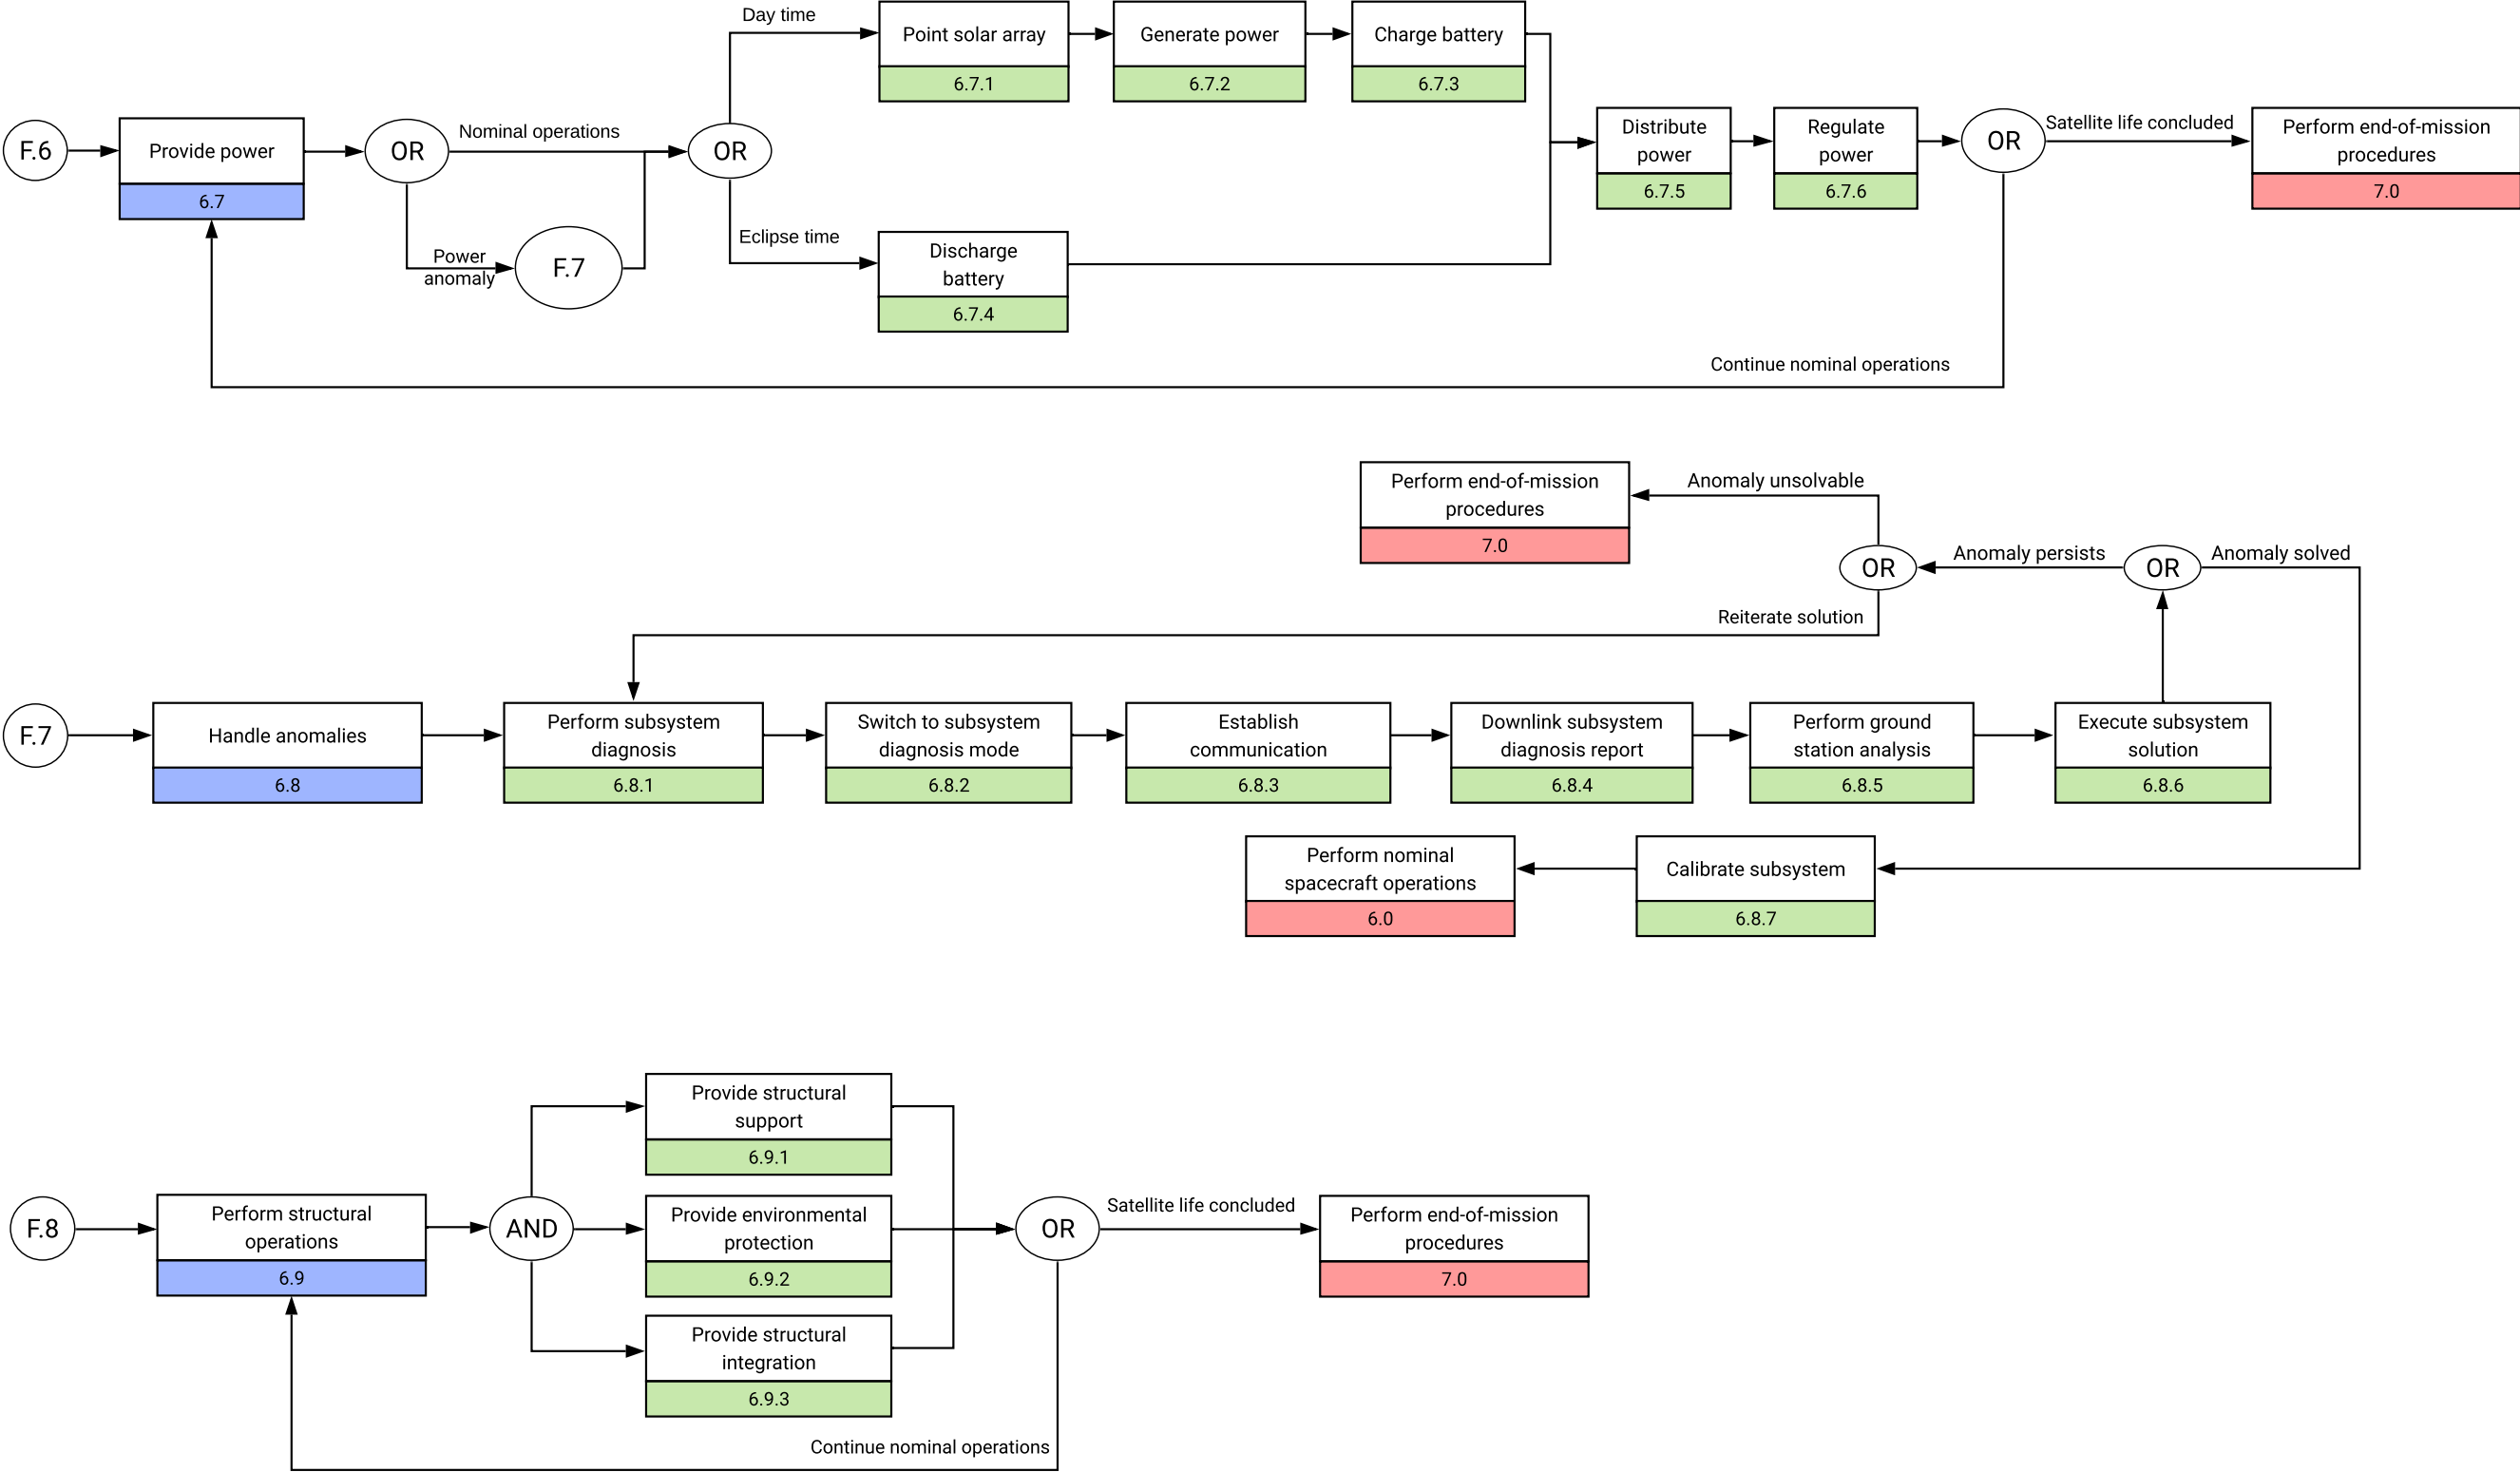 Day time
Point solar array
6.7.1
Generate power
6.7.2
Charge battery
6.7.3
F.6
Provide power
6.7
OR
Nominal operations
OR
Power
anomaly
F.7
Eclipse time
Discharge
battery
6.7.4
Distribute
power
6.7.5
Regulate
power
6.7.6
OR
Satellite life concluded
Perform end-of-mission
procedures
7.0
Continue nominal operations
Perform end-of-mission
procedures
7.0
Anomaly unsolvable
OR
Anomaly persists
OR
Anomaly solved
Reiterate solution
F.7
Handle anomalies
6.8
Perform subsystem
diagnosis
6.8.1
Switch to subsystem
diagnosis mode
6.8.2
Establish
communication
6.8.3
Downlink subsystem
diagnosis report
6.8.4
Perform ground
station analysis
6.8.5
Execute subsystem
solution
6.8.6
Perform nominal
spacecraft operations
6.0
Calibrate subsystem
6.8.7
F.8
Perform structural
operations
6.9
AND
Provide structural
support
6.9.1
Provide environmental
protection
6.9.2
Provide structural
integration
6.9.3
OR
Satellite life concluded
Perform end-of-mission
procedures
7.0
Continue nominal operations